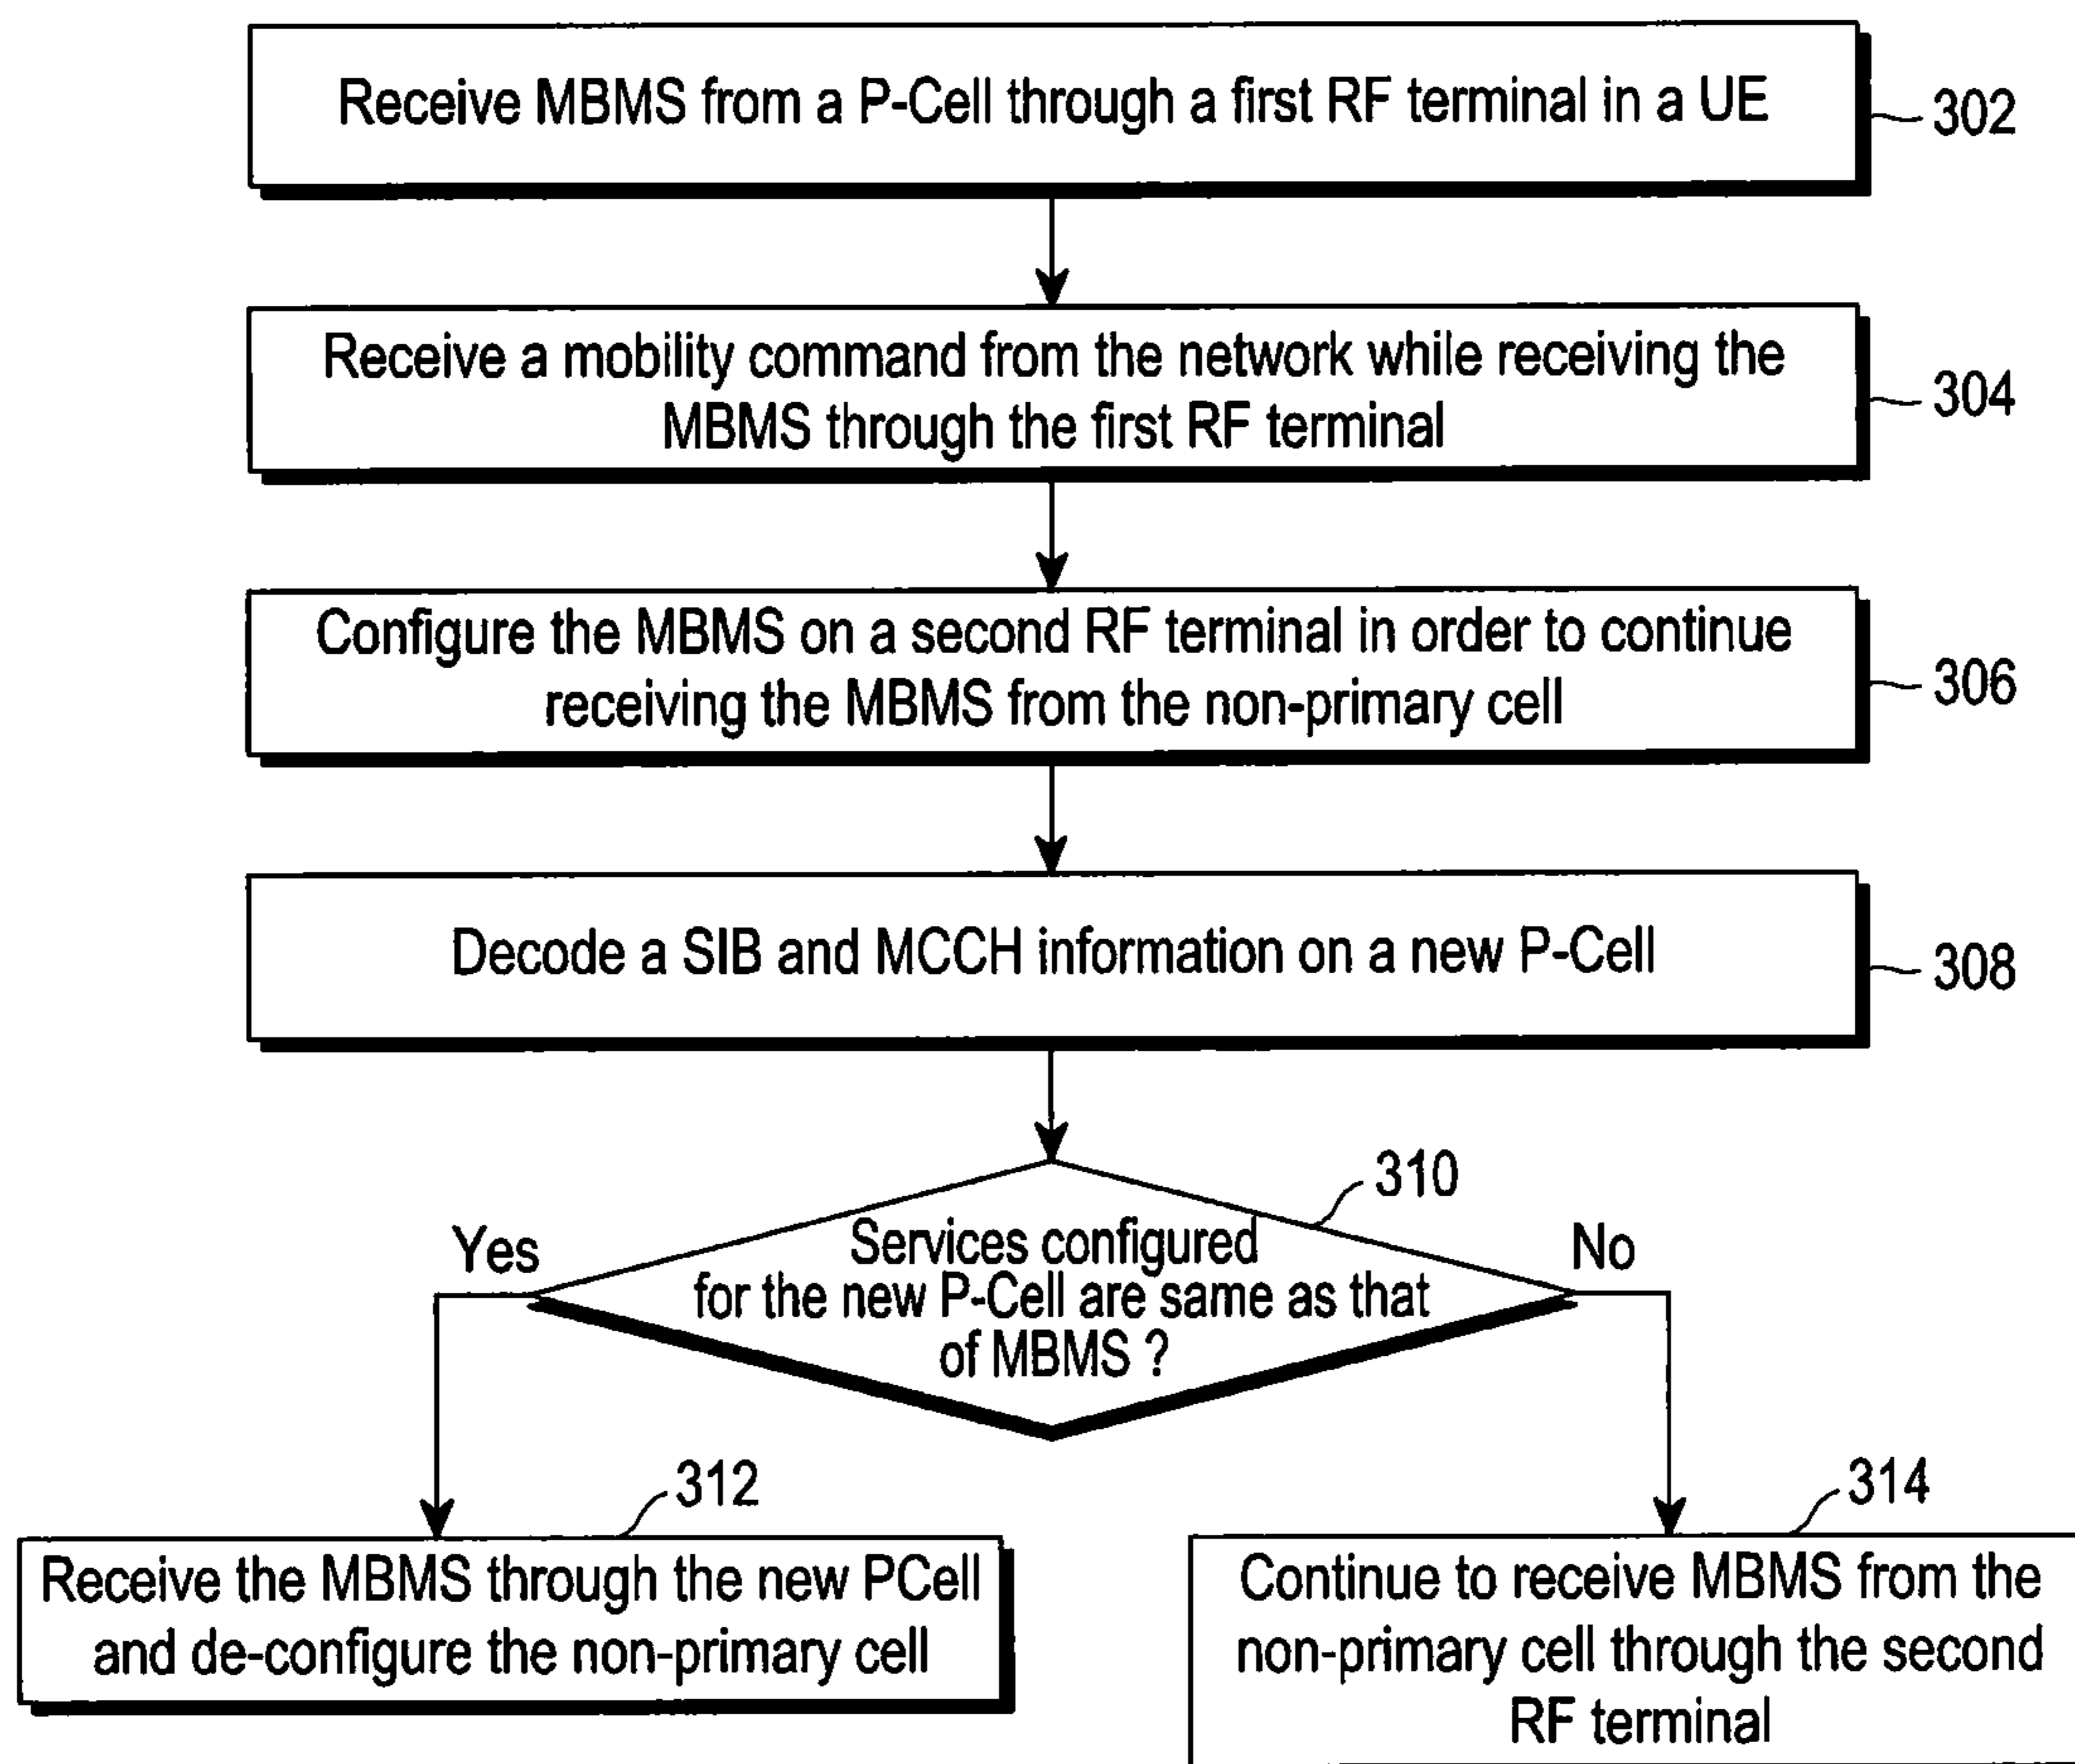 Receive MBMS from a P-Cell through a first RF terminal in a UE
302
Receive a mobility command from the network while receiving the
MBMS through the first RF terminal
304
Configure the MBMS on a second RF terminal in order to continue
receiving the MBMS from the non-primary cell
306
Decode a SIB and MCCH information on a new P-Cell
308
310
Yes
No
Services configured
for the new P-Cell are same as that
of MBMS ?
312
314
Receive the MBMS through the new PCell
and de-configure the non-primary cell
Continue to receive MBMS from the
non-primary cell through the second
RF terminal